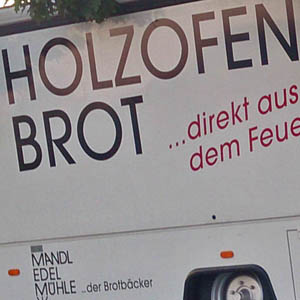 HOLZOFEN
BROT
...direkt aus
dem Feue
MANDL
EDEL
MÜHLE ...der Brotbäcker